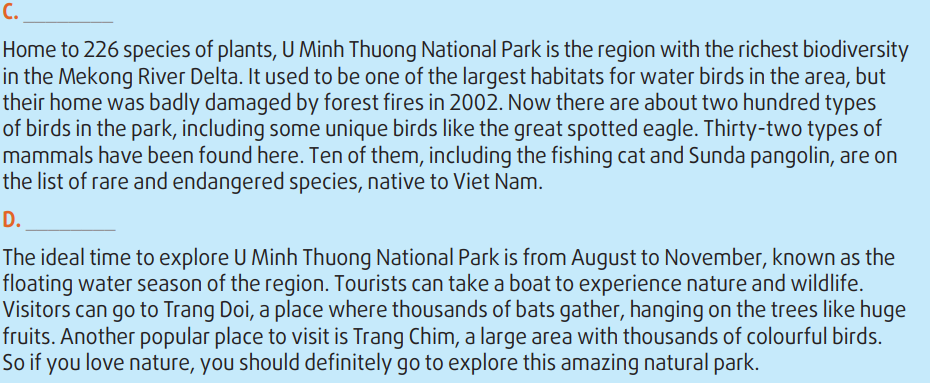 C. _________
Home to 226 species of plants, U Minh Thuong National Park is the region with the richest biodiversity
in the Mekong River Delta. It used to be one of the largest habitats for water birds in the area, but
their home was badly damaged by forest fires in 2002. Now there are about two hundred types
of birds in the park, including some unique birds like the great spotted eagle. Thirty-two types of
mammals have been found here. Ten of them, including the fishing cat and Sunda pangolin, are on
the list of rare and endangered species, native to Viet Nam.
D. _________
The ideal time to explore U Minh Thuong National Park is from August to November, known as the
floating water season of the region. Tourists can take a boat to experience nature and wildlife.
Visitors can go to Trang Doi, a place where thousands of bats gather, hanging on the trees like huge
fruits. Another popular place to visit is Trang Chim, a large area with thousands of colourful birds.
So if you love nature, you should definitely go to explore this amazing natural park.